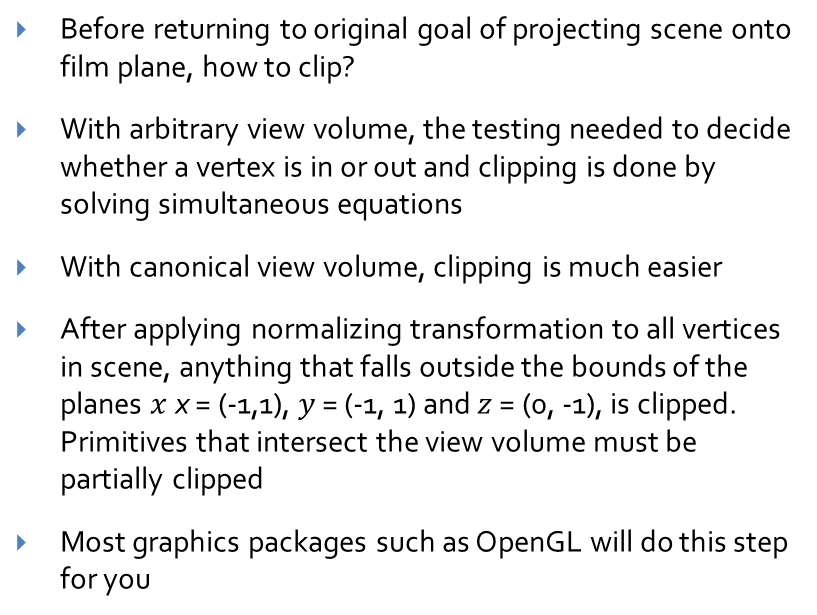 Before returning to original goal of projecting scene onto
film plane, how to clip?
With arbitrary view volume, the testing needed to decide
whether a vertex is in or out and clipping is done by
solving simultaneous equations
With canonical view volume, clipping is much easier
After applying normalizing transformation to all vertices
in scene, anything that falls outside the bounds of the
planes x x = (-1,1), y = (-1, 1) and z = (0, -1), is clipped.
Primitives that intersect the view volume must be
partially clipped
Most graphics packages such as OpenGL will do this step
for you